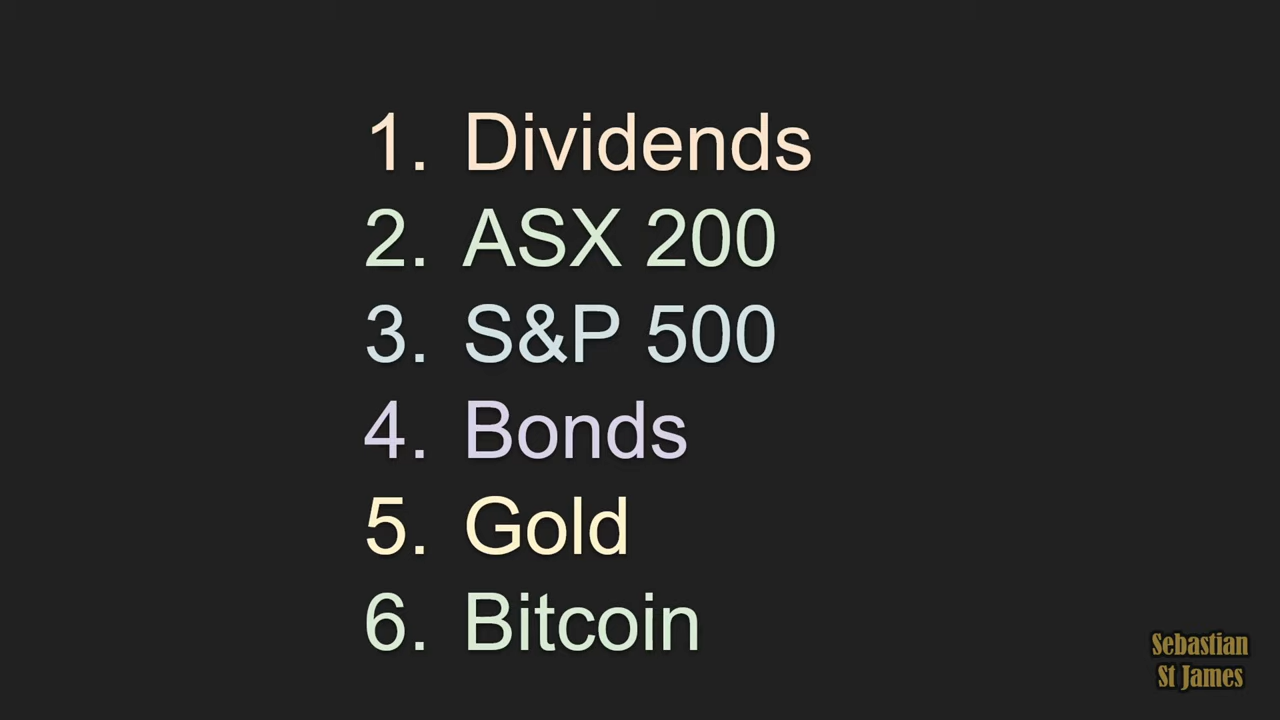 1. Dividends
2. ASX 200
3. S&P 500
4. Bonds
5. Gold
6. Bitcoin
Sebastian
St James